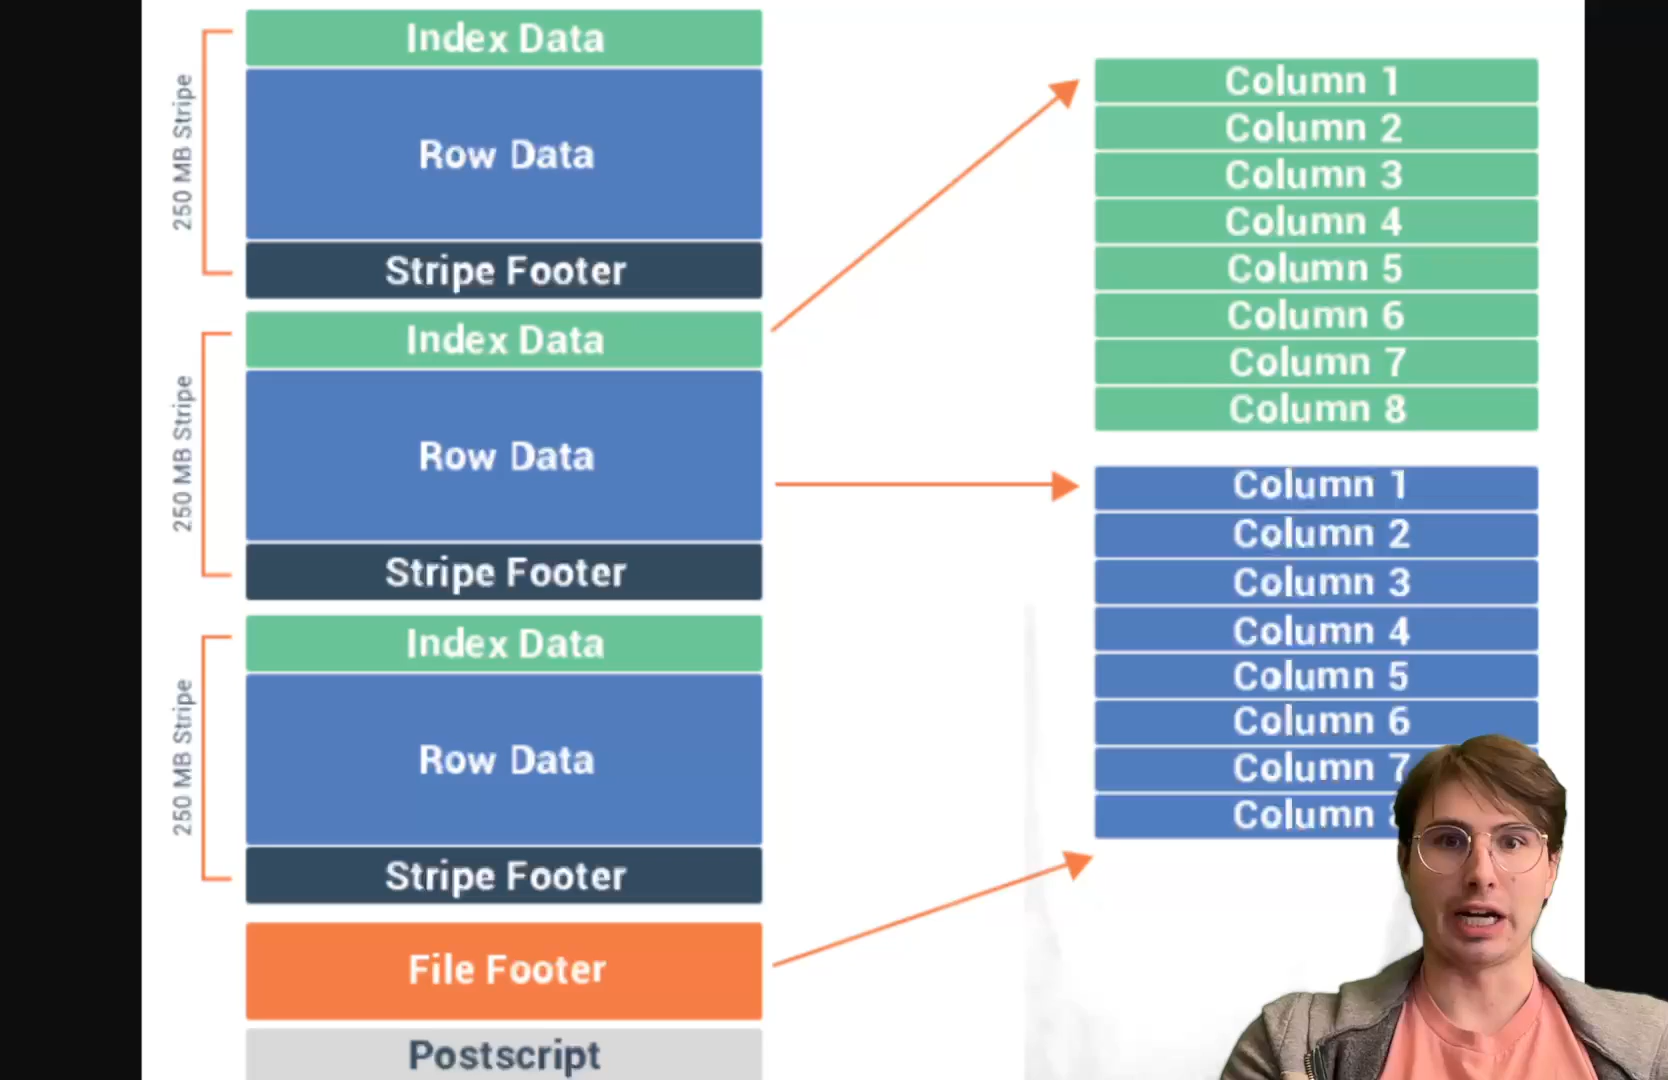 250 MB Stripe
Index Data
Row Data
Stripe Footer
250 MB Stripe
Index Data
Row Data
Stripe Footer
250 MB Stripe
Index Data
Row Data
Stripe Footer
File Footer
Postscript
Column 1
Column 2
Column 3
Column 4
Column 5
Column 6
Column 7
Column 8
Column 1
Column 2
Column 3
Column 4
Column 5
Column 6
Column 7
Column